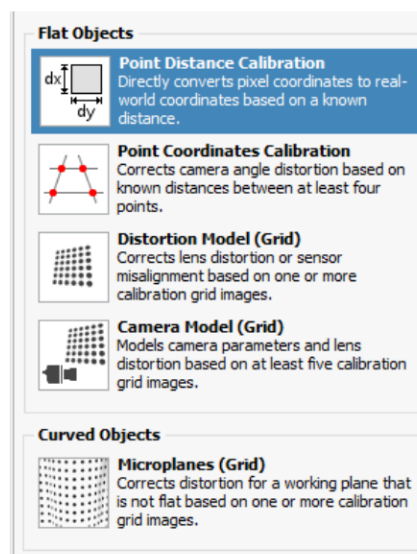 Flat Objects
Point Distance Calibration
dx
Directly converts pixel coordinates to real-
world coordinates based on a known
dy
distance.
Point Coordinates Calibration
Corrects camera angle distortion based on
known distances between at least four
points.
Distortion Model (Grid)
Corrects lens distortion or sensor
misalignment based on one or more
calibration grid images.
Camera Model (Grid)
Models camera parameters and lens
distortion based on at least five calibration
grid images.
Curved Objects
Microplanes (Grid)
Corrects distortion for a working plane that
is not flat based on one or more calibration
grid images.